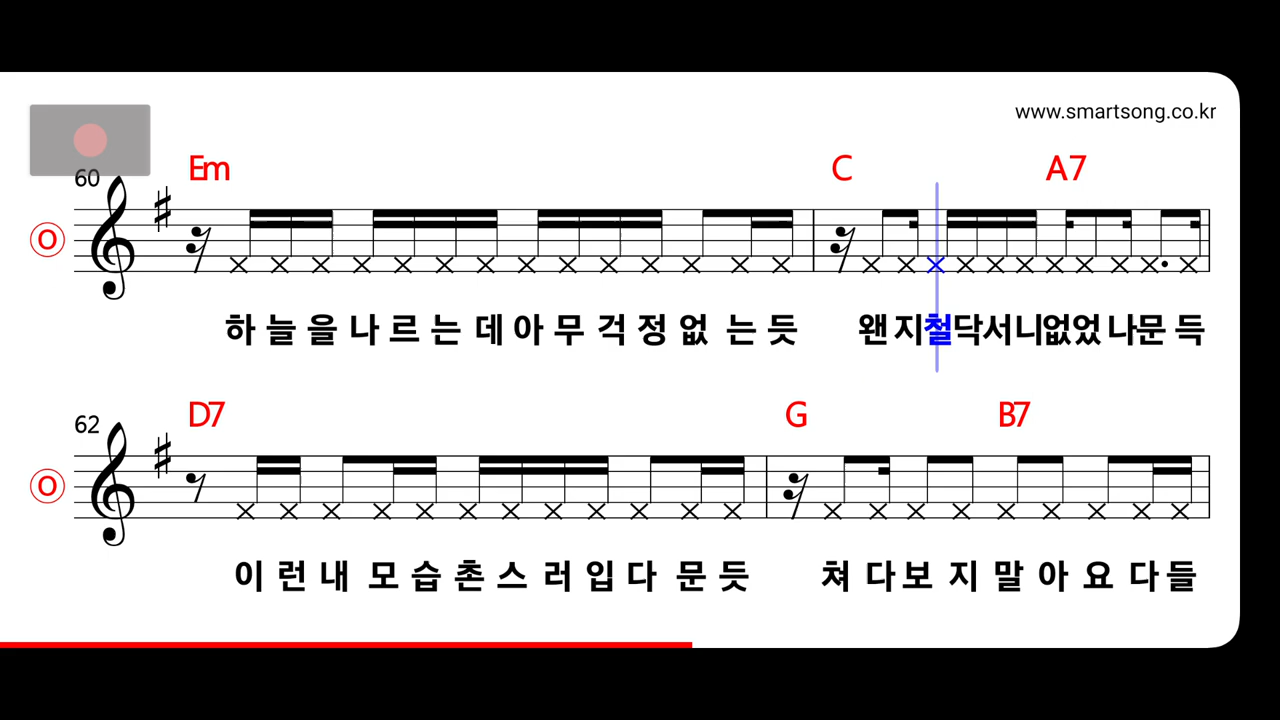 www.smartsong.co.kr
60 Em C A7
O
하늘을나르는데아무걱정없는듯 왠지철닥서니없었나문득
62 D7 G B7
O
이런내모습촌스러입다문듯 쳐다보지말아요다들